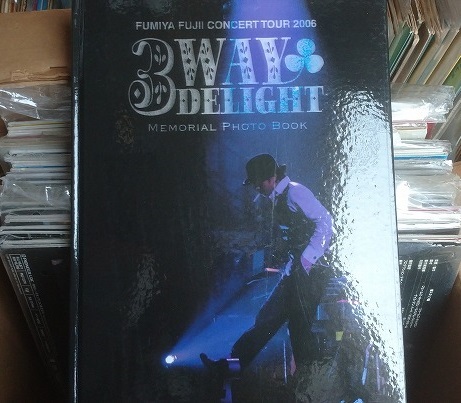 FUMIYA FUJII CONCERT TOUR 2006
3WAY
DELIGHT
MEMORIAL PHOTO BOOK